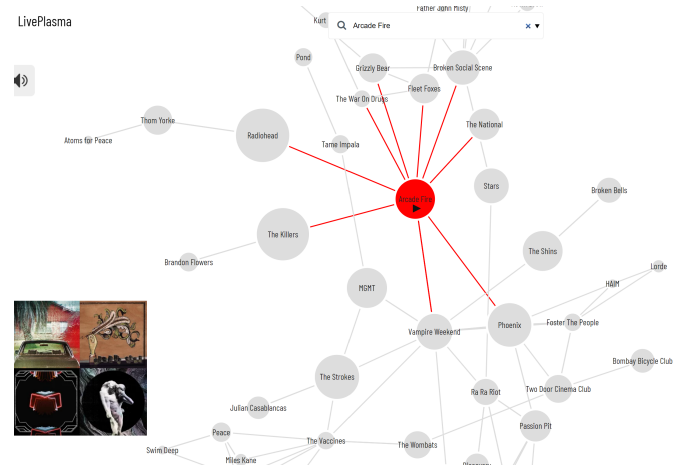 Father John Misty
LivePlasma
Kurt
Arcade Fire
×
Pond
Grizzly Bear
Broken Social Scene
Fleet Foxes
The War On Drugs
Thom Yorke
The National
Radiohead
Atoms for Peace
Tame Impala
Stars
Broken Bells
Arcade Fire
The Killers
The Shins
Brandon Flowers
Lorde
HAIM
MGMT
Foster The People
Phoenix
Vampire Weekend
Bombay Bicycle Club
The Strokes
Two Door Cinema Club
Ra Ra Riot
Julian Casablancas
Passion Pit
Peace
The Vaccines
The Wombats
Swim Deep
Miles Kane
Discovery